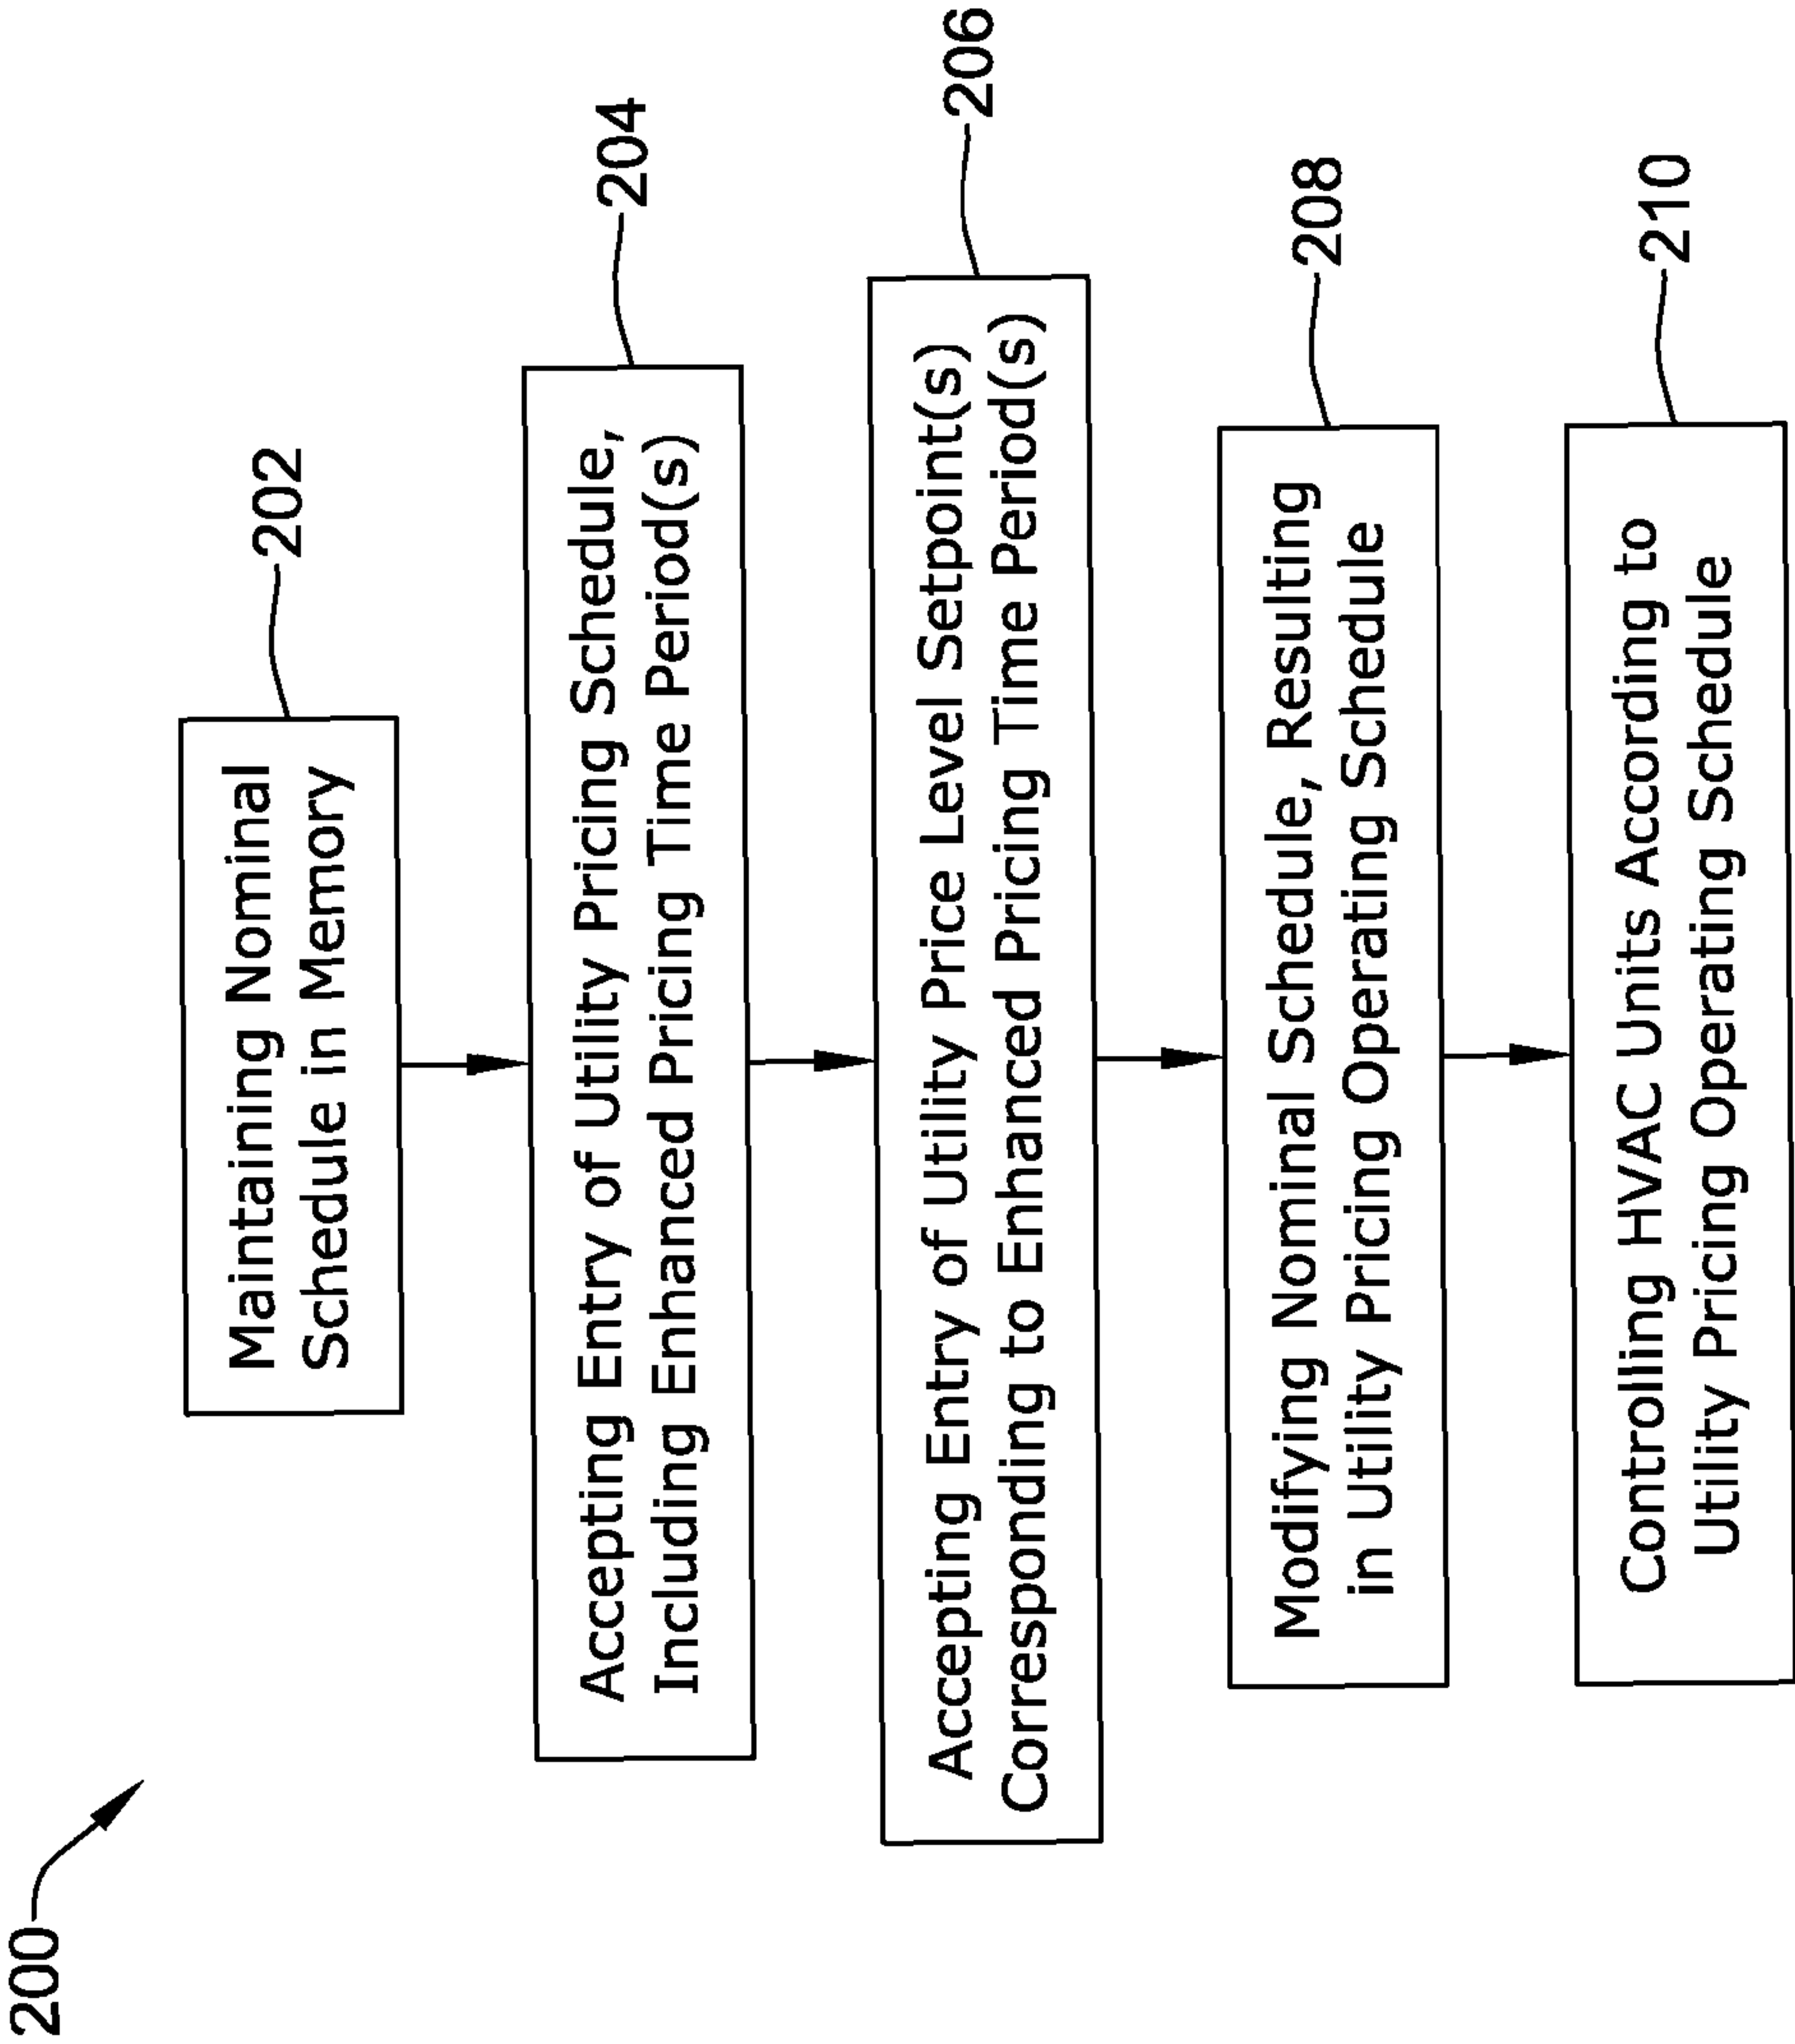 200
Maintaining Nominal
Schedule in Memory
202
Accepting Entry of Utility Pricing Schedule,
Including Enhanced Pricing Time Period(s)
204
Accepting Entry of Utility Price Level Setpoint(s)
Corresponding to Enhanced Pricing Time Period(s)
206
Modifying Nominal Schedule, Resulting
in Utility Pricing Operating Schedule
208
Controlling HVAC Units According to
Utility Pricing Operating Schedule
210